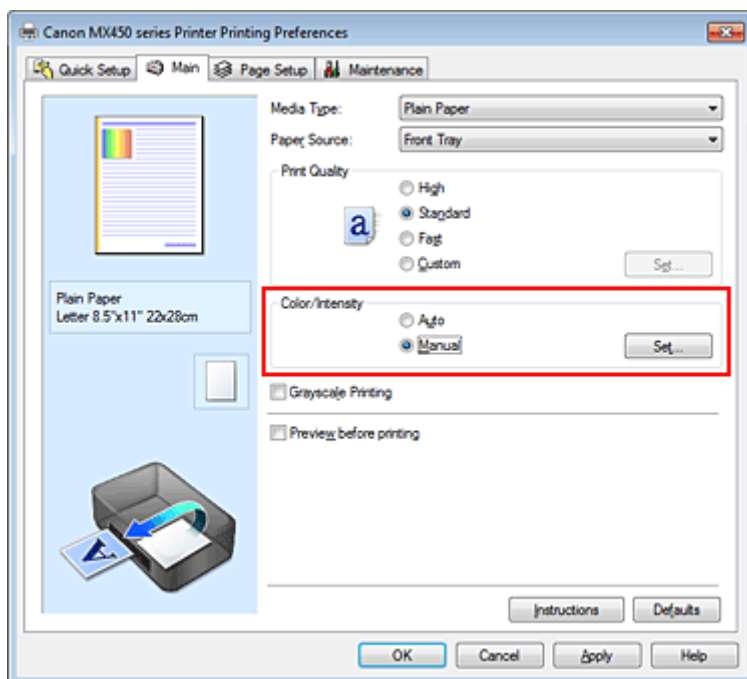 Canon MX450 series Printer Printing Preferences
Quick Setup Main Page Setup Maintenance
Media Type: Plain Paper
Paper Source: Front Tray
Print Quality
High
a Standard
Fast
Custom Set...
Plain Paper
Letter 8.5"x11" 22x28cm
Color/Intensity
Auto
Manual Set...
Grayscale Printing
Preview before printing
A
Instructions Defaults
OK Cancel Apply Help